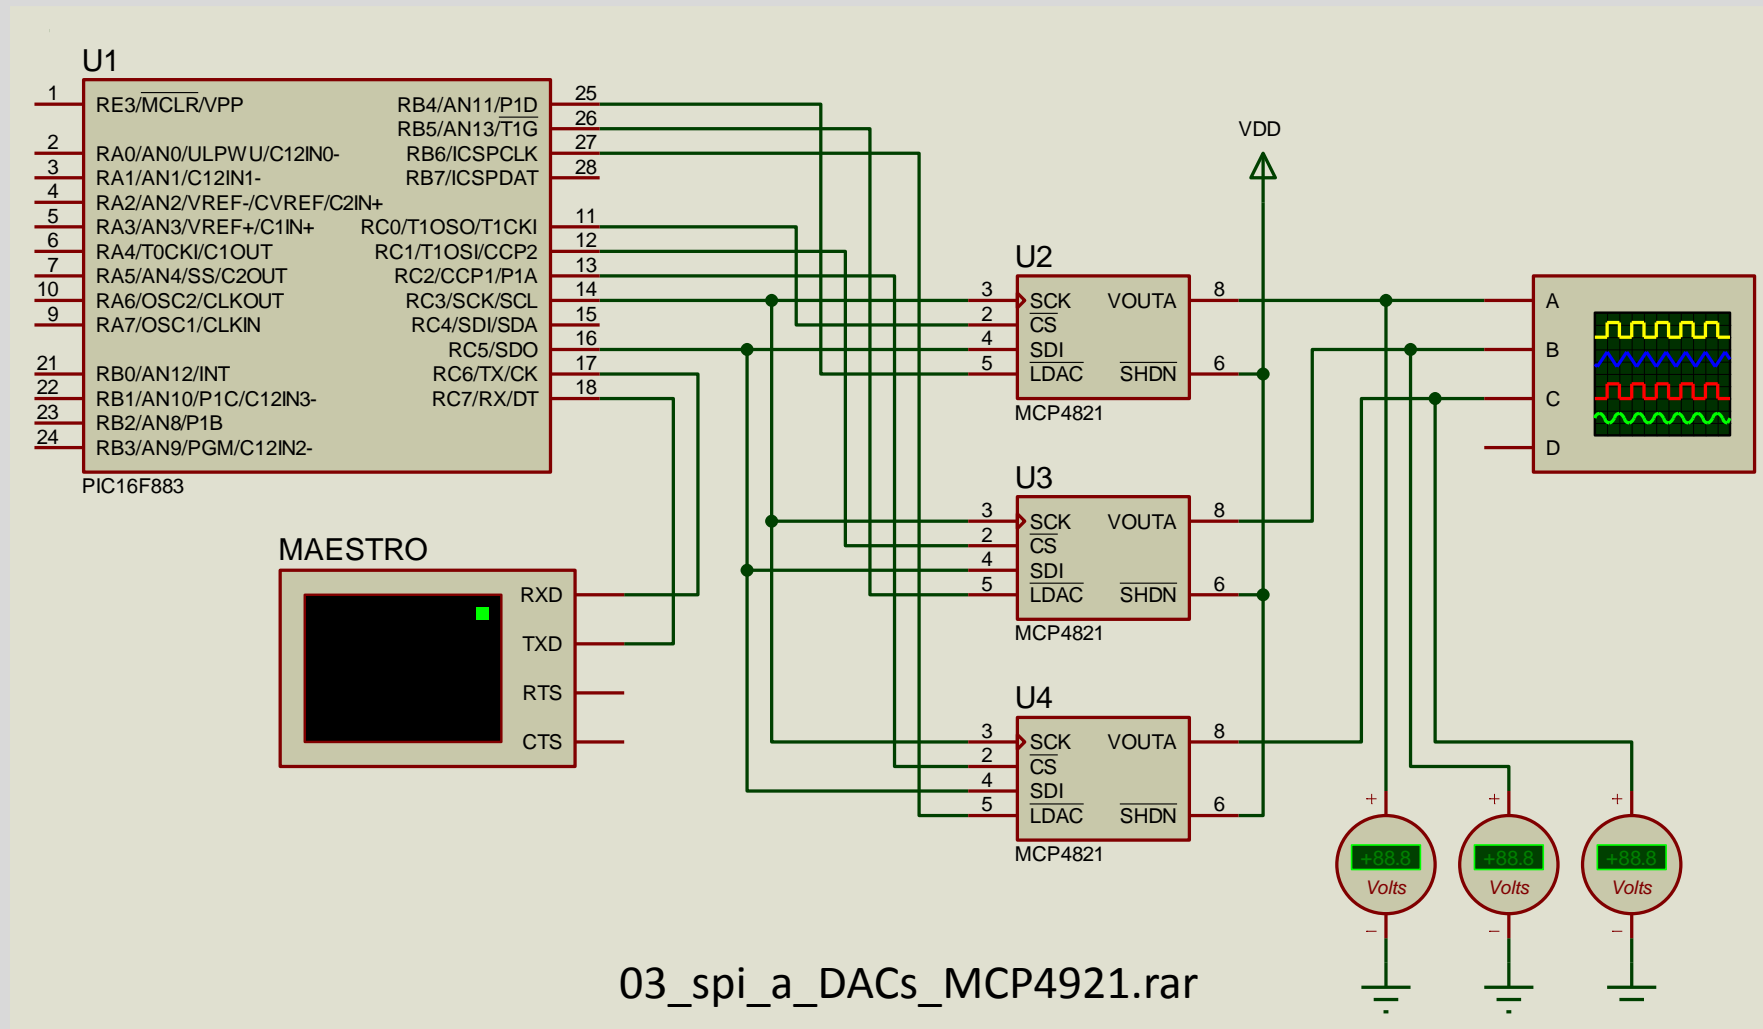 U1
1
RE3/MCLR/VPP
2
RA0/AN0/ULPWU/C12IN0-
3
RA1/AN1/C12IN1-
4
RA2/AN2/VREF-/CVREF/C2IN+
5
RA3/AN3/VREF+/C1IN+
6
RA4/T0CKI/C1OUT
7
RA5/AN4/SS/C2OUT
10
RA6/OSC2/CLKOUT
9
RA7/OSC1/CLKIN
21
RB0/AN12/INT
22
RB1/AN10/P1C/C12IN3-
23
RB2/AN8/P1B
24
RB3/AN9/PGM/C12IN2-
RB4/AN11/P1D
25
RB5/AN13/T1G
26
RB6/ICSPCLK
27
RB7/ICSPDAT
28
RC0/T1OSO/T1CKI
11
RC1/T1OSI/CCP2
12
RC2/CCP1/P1A
13
RC3/SCK/SCL
14
RC4/SDI/SDA
15
RC5/SDO
16
RC6/TX/CK
17
RC7/RX/DT
18
PIC16F883
MAESTRO
RXD
TXD
RTS
CTS
VDD
U2
3
SCK
2
CS
4
SDI
5
LDAC
VOUTA
8
SHDN
6
MCP4821
U3
3
SCK
2
CS
4
SDI
5
LDAC
VOUTA
8
SHDN
6
MCP4821
U4
3
SCK
2
CS
4
SDI
5
LDAC
VOUTA
8
SHDN
6
MCP4821
A
B
C
D
+
+88.8
Volts
−
+
+88.8
Volts
−
+
+88.8
Volts
−
03_spi_a_DACs_MCP4921.rar